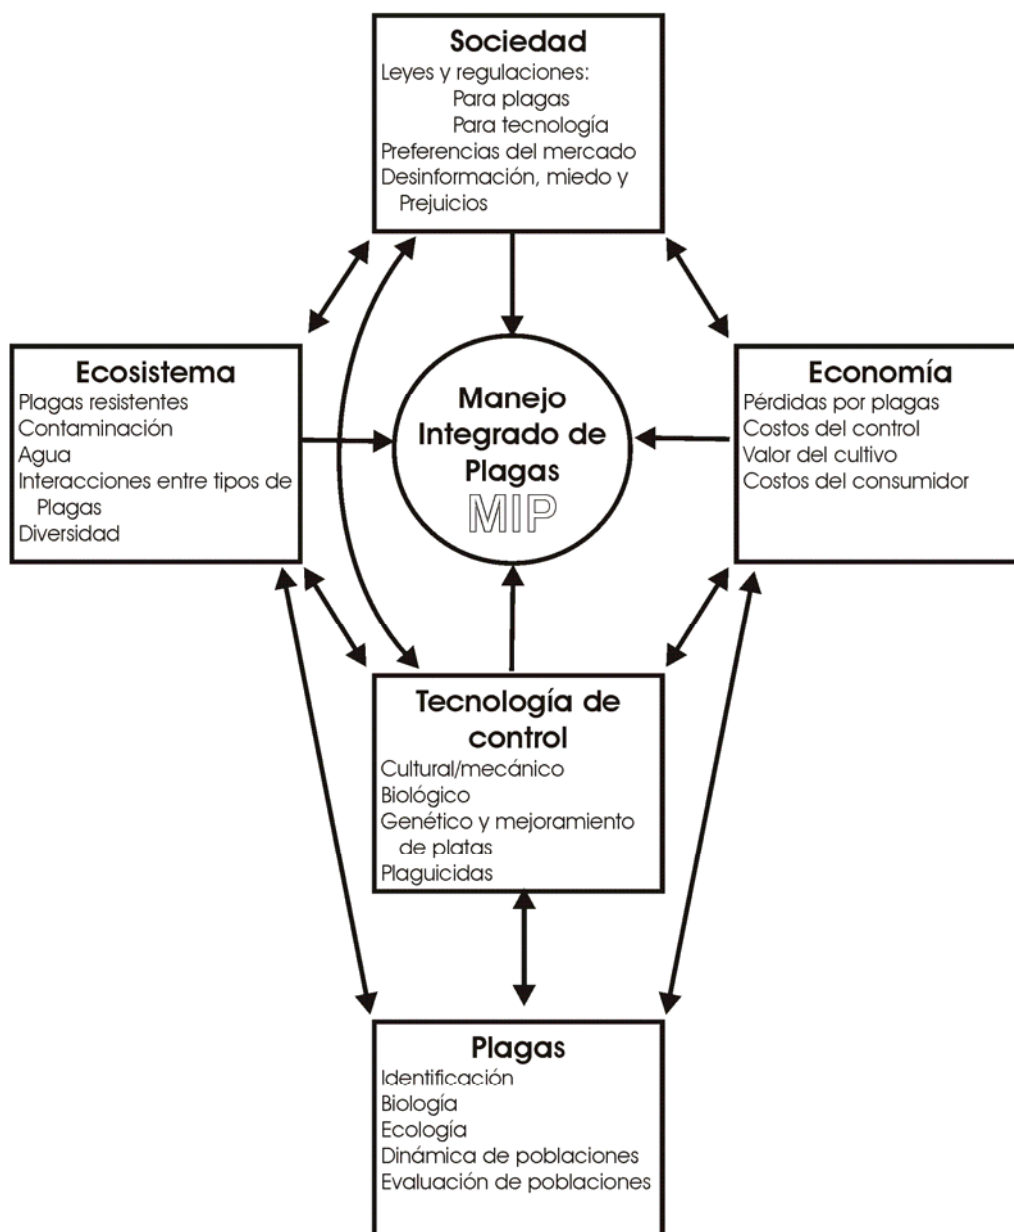 Sociedad
Leyes y regulaciones:
Para plagas
Para tecnología
Preferencias del mercado
Desinformación, miedo y
Prejuicios
Ecosistema
Plagas resistentes
Contaminación
Agua
Interacciones entre tipos de
Plagas
Diversidad
Manejo
Integrado de
Plagas
MIP
Economía
Pérdidas por plagas
Costos del control
Valor del cultivo
Costos del consumidor
Tecnología de
control
Cultural/mecánico
Biológico
Genético y mejoramiento
de platas
Plaguicidas
Plagas
Identificación
Biología
Ecología
Dinámica de poblaciones
Evaluación de poblaciones